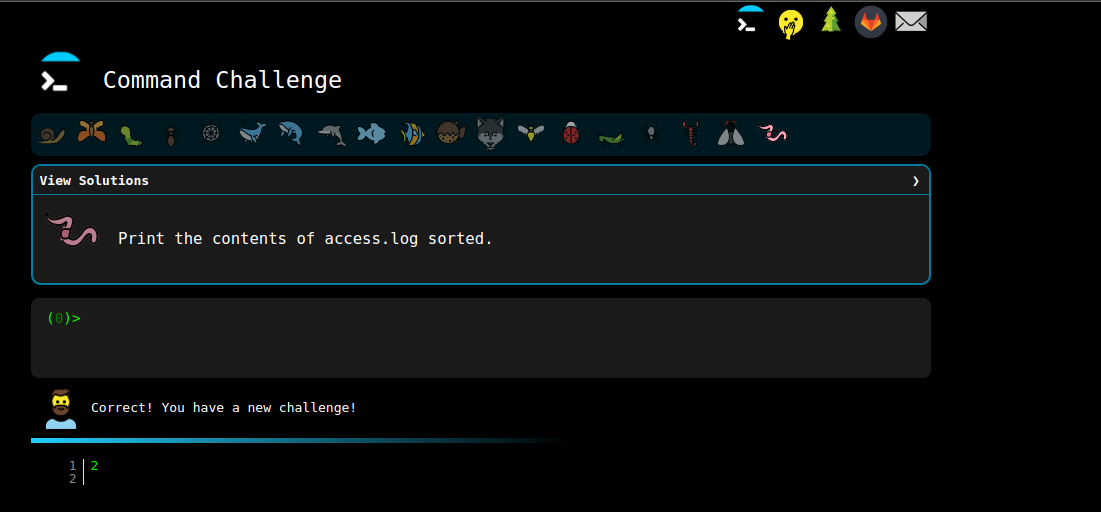 Command Challenge
View Solutions ❯
Print the contents of access.log sorted.
(0)>
Correct! You have a new challenge!
1 2
2